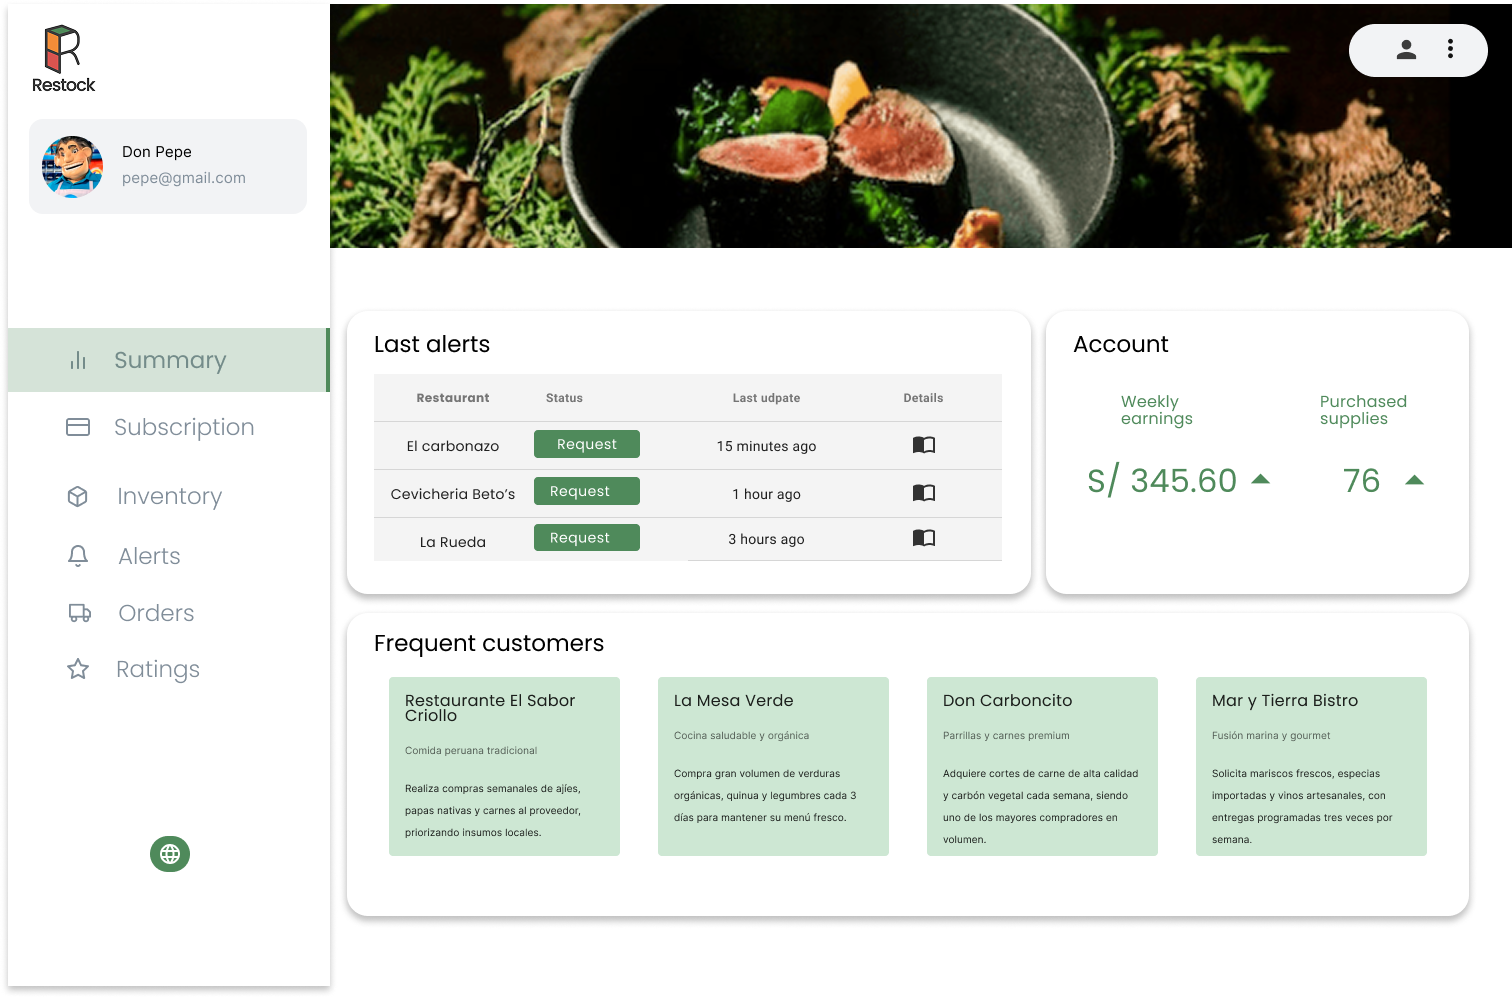 Restock
Don Pepe
pepe@gmail.com
Summary
Subscription
Inventory
Alerts
Orders
Ratings
Last alerts
Restaurant Status Last udpate Details
El carbonazo Request 15 minutes ago
Cevicheria Beto's Request 1 hour ago
La Rueda Request 3 hours ago
Account
Weekly
earnings
Purchased
supplies
S/ 345.60
76
Frequent customers
Restaurante El Sabor
Criollo
Comida peruana tradicional
Realiza compras semanales de ajíes,
papas nativas y carnes al proveedor,
priorizando insumos locales.
La Mesa Verde
Cocina saludable y orgánica
Compra gran volumen de verduras
orgánicas, quinua y legumbres cada 3
días para mantener su menú fresco.
Don Carboncito
Parrillas y carnes premium
Adquiere cortes de carne de alta calidad
y carbón vegetal cada semana, siendo
uno de los mayores compradores en
volumen.
Mar y Tierra Bistro
Fusión marina y gourmet
Solicita mariscos frescos, especias
importadas y vinos artesanales, con
entregas programadas tres veces por
semana.